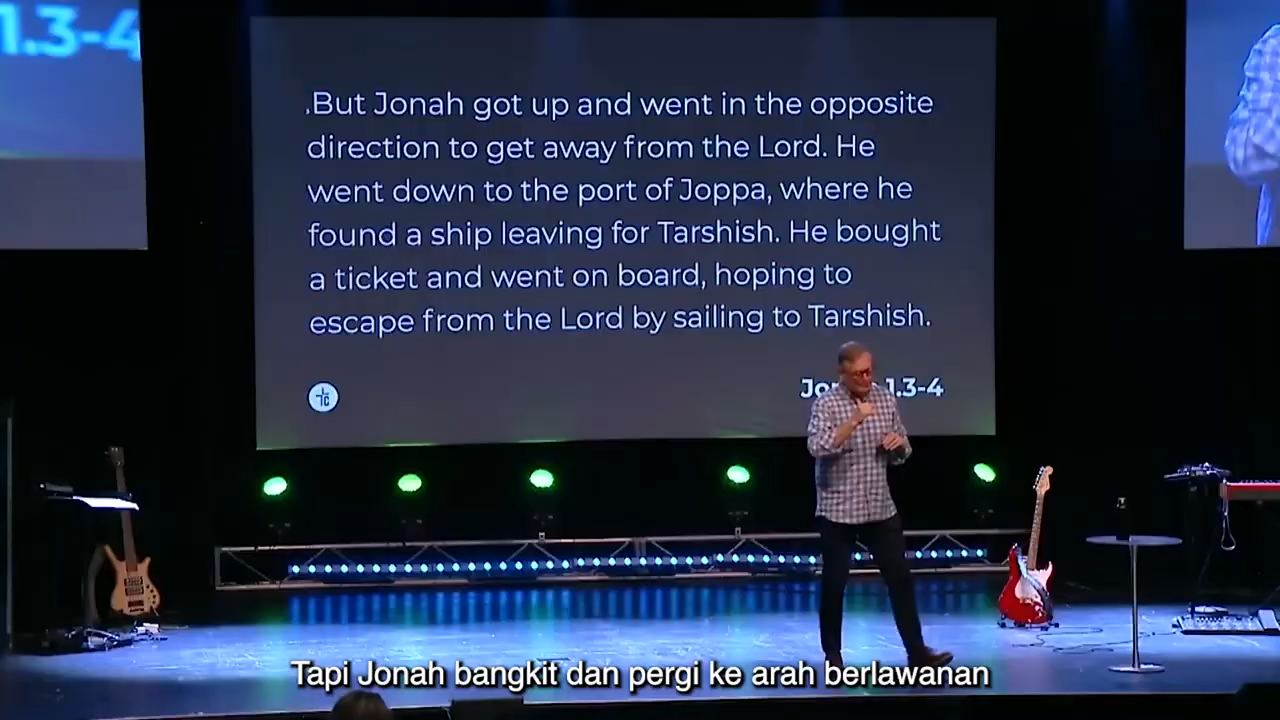 1.3-4
.But Jonah got up and went in the opposite
direction to get away from the Lord. He
went down to the port of Joppa, where he
found a ship leaving for Tarshish. He bought
a ticket and went on board, hoping to
escape from the Lord by sailing to Tarshish.
1.3-4
Tapi Jonah bangkit dan pergi ke arah berlawanan